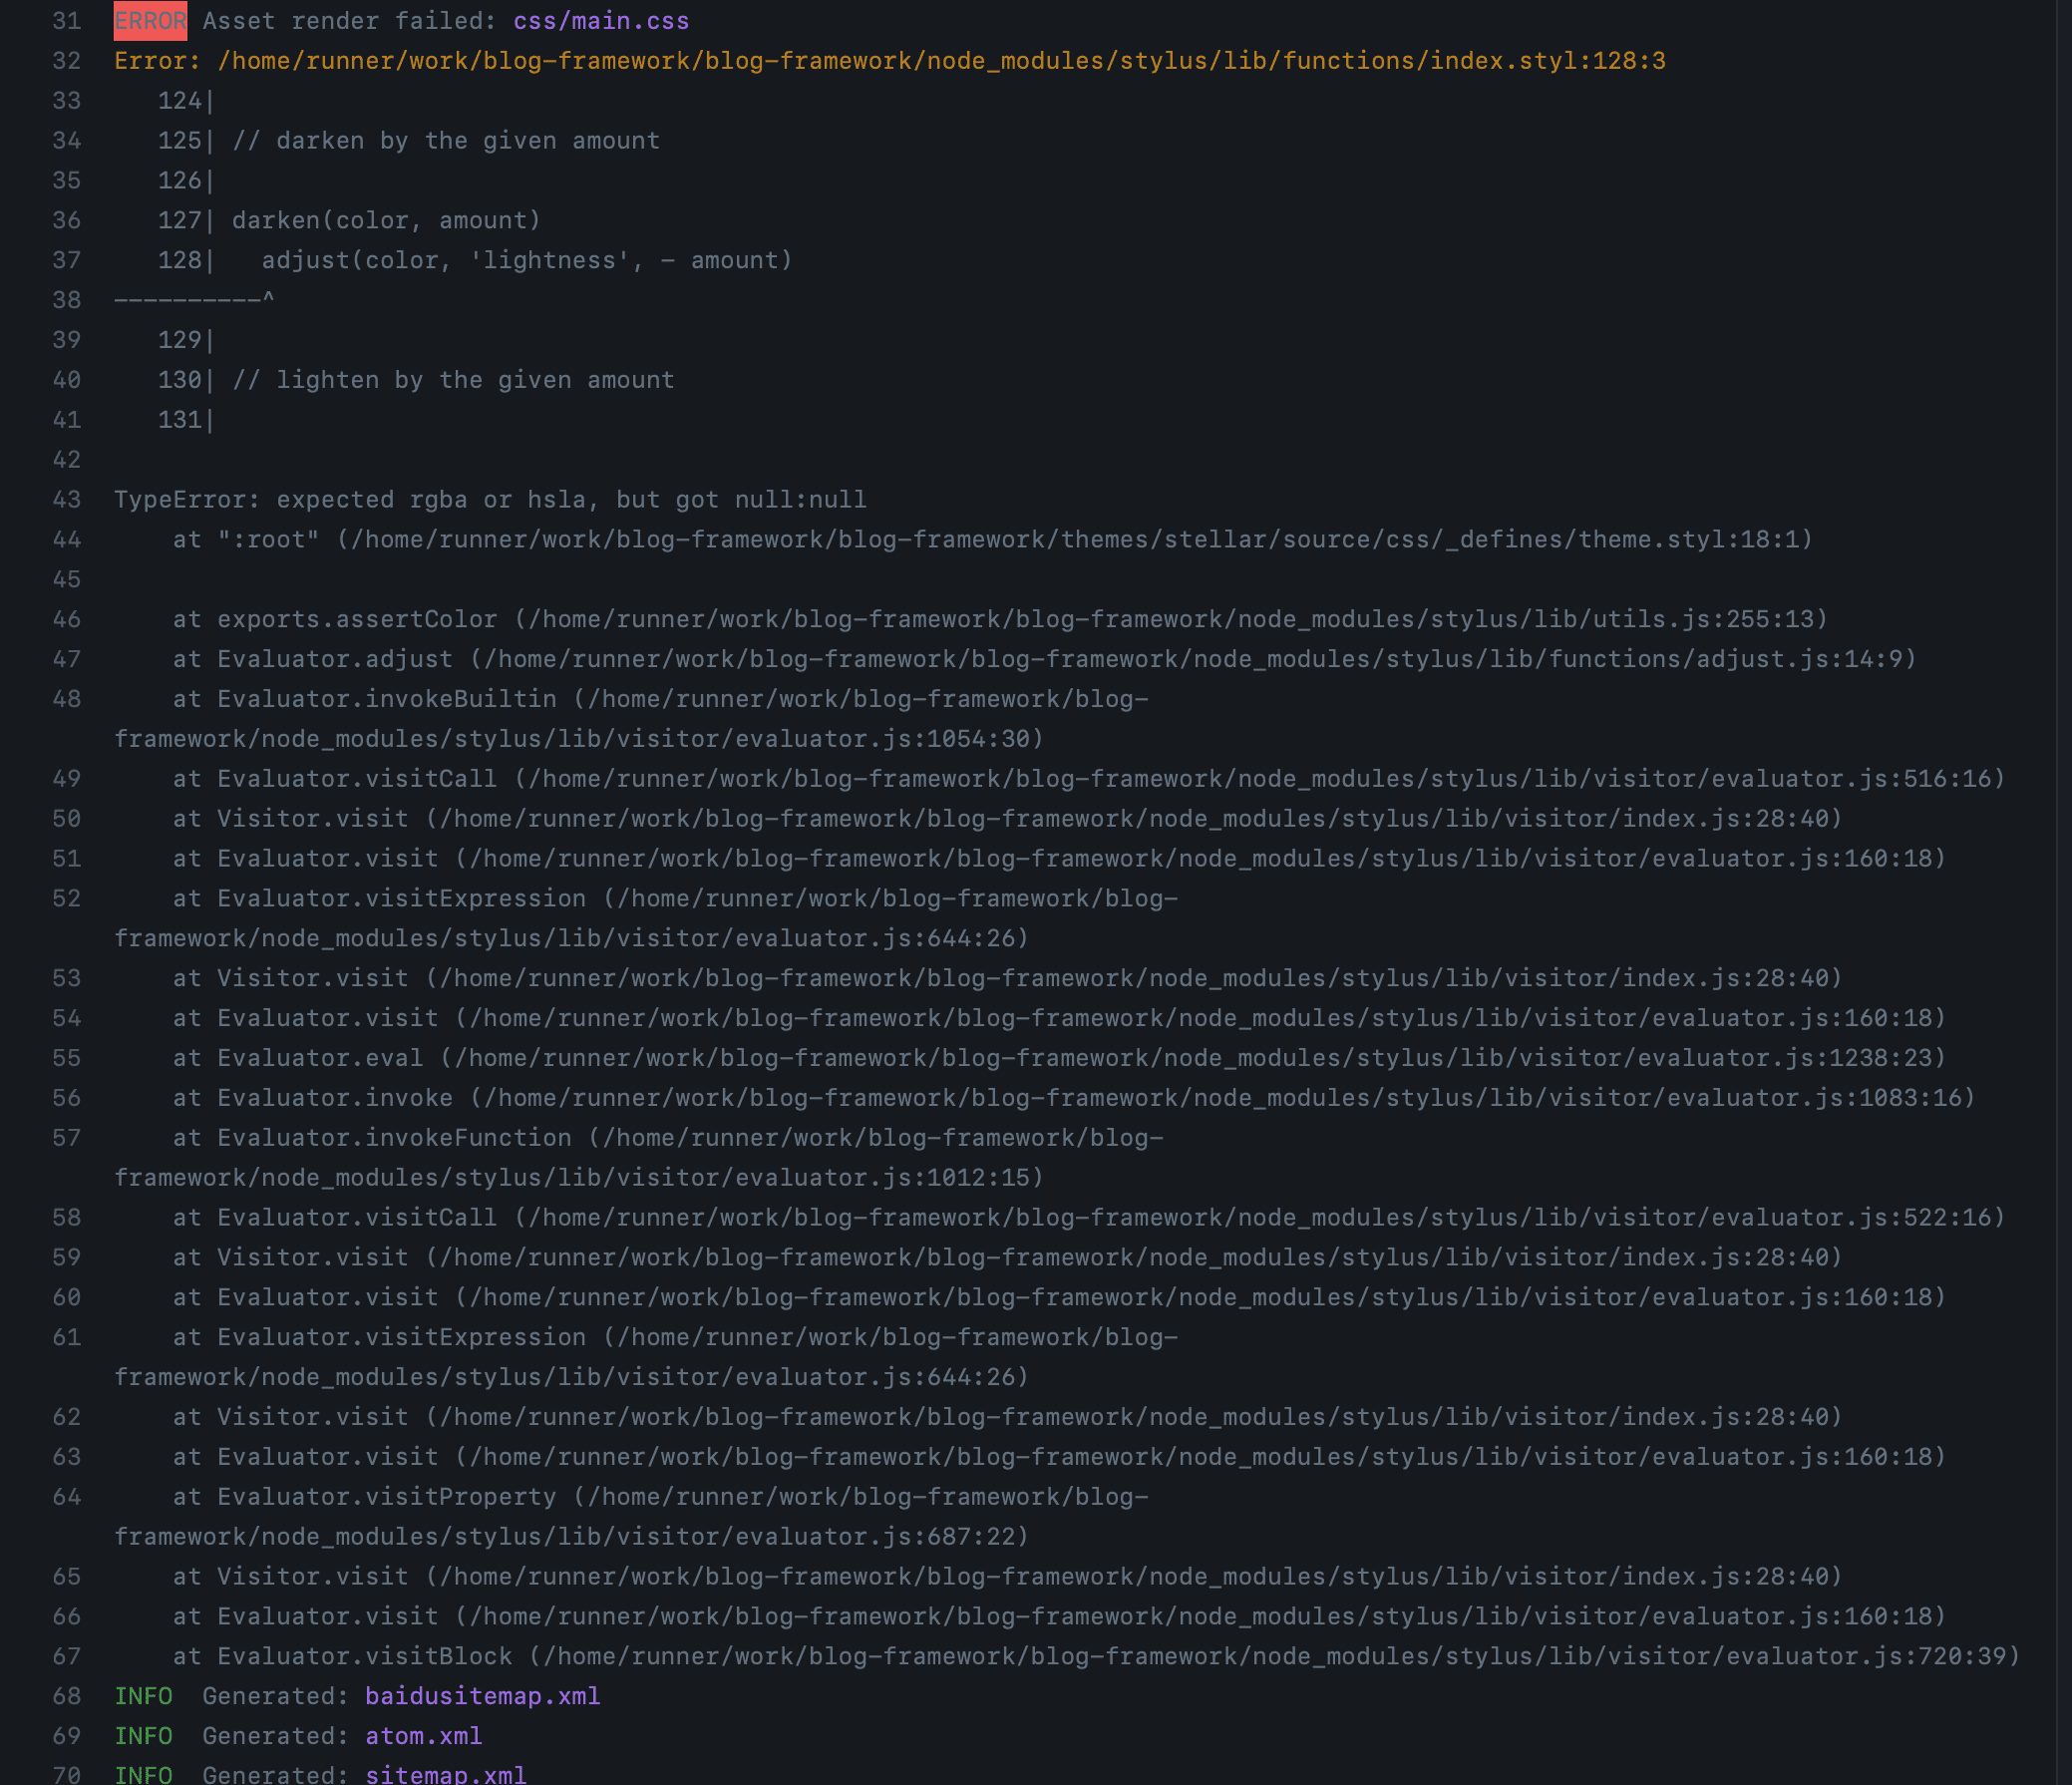 31 ERROR Asset render failed: css/main.css
32 Error: /home/runner/work/blog-framework/blog-framework/node_modules/stylus/lib/functions/index.styl:128:3
33    124|
34    125| // darken by the given amount
35    126|
36    127| darken(color, amount)
37    128|   adjust(color, 'lightness', - amount)
38 ----------^
39    129|
40    130| // lighten by the given amount
41    131|
42
43 TypeError: expected rgba or hsla, but got null:null
44     at ":root" (/home/runner/work/blog-framework/blog-framework/themes/stellar/source/css/_defines/theme.styl:18:1)
45
46     at exports.assertColor (/home/runner/work/blog-framework/blog-framework/node_modules/stylus/lib/utils.js:255:13)
47     at Evaluator.adjust (/home/runner/work/blog-framework/blog-framework/node_modules/stylus/lib/functions/adjust.js:14:9)
48     at Evaluator.invokeBuiltin (/home/runner/work/blog-framework/blog-
framework/node_modules/stylus/lib/visitor/evaluator.js:1054:30)
49     at Evaluator.visitCall (/home/runner/work/blog-framework/blog-framework/node_modules/stylus/lib/visitor/evaluator.js:516:16)
50     at Visitor.visit (/home/runner/work/blog-framework/blog-framework/node_modules/stylus/lib/visitor/index.js:28:40)
51     at Evaluator.visit (/home/runner/work/blog-framework/blog-framework/node_modules/stylus/lib/visitor/evaluator.js:160:18)
52     at Evaluator.visitExpression (/home/runner/work/blog-framework/blog-
framework/node_modules/stylus/lib/visitor/evaluator.js:644:26)
53     at Visitor.visit (/home/runner/work/blog-framework/blog-framework/node_modules/stylus/lib/visitor/index.js:28:40)
54     at Evaluator.visit (/home/runner/work/blog-framework/blog-framework/node_modules/stylus/lib/visitor/evaluator.js:160:18)
55     at Evaluator.eval (/home/runner/work/blog-framework/blog-framework/node_modules/stylus/lib/visitor/evaluator.js:1238:23)
56     at Evaluator.invoke (/home/runner/work/blog-framework/blog-framework/node_modules/stylus/lib/visitor/evaluator.js:1083:16)
57     at Evaluator.invokeFunction (/home/runner/work/blog-framework/blog-
framework/node_modules/stylus/lib/visitor/evaluator.js:1012:15)
58     at Evaluator.visitCall (/home/runner/work/blog-framework/blog-framework/node_modules/stylus/lib/visitor/evaluator.js:522:16)
59     at Visitor.visit (/home/runner/work/blog-framework/blog-framework/node_modules/stylus/lib/visitor/index.js:28:40)
60     at Evaluator.visit (/home/runner/work/blog-framework/blog-framework/node_modules/stylus/lib/visitor/evaluator.js:160:18)
61     at Evaluator.visitExpression (/home/runner/work/blog-framework/blog-
framework/node_modules/stylus/lib/visitor/evaluator.js:644:26)
62     at Visitor.visit (/home/runner/work/blog-framework/blog-framework/node_modules/stylus/lib/visitor/index.js:28:40)
63     at Evaluator.visit (/home/runner/work/blog-framework/blog-framework/node_modules/stylus/lib/visitor/evaluator.js:160:18)
64     at Evaluator.visitProperty (/home/runner/work/blog-framework/blog-
framework/node_modules/stylus/lib/visitor/evaluator.js:687:22)
65     at Visitor.visit (/home/runner/work/blog-framework/blog-framework/node_modules/stylus/lib/visitor/index.js:28:40)
66     at Evaluator.visit (/home/runner/work/blog-framework/blog-framework/node_modules/stylus/lib/visitor/evaluator.js:160:18)
67     at Evaluator.visitBlock (/home/runner/work/blog-framework/blog-framework/node_modules/stylus/lib/visitor/evaluator.js:720:39)
68 INFO  Generated: baidusitemap.xml
69 INFO  Generated: atom.xml
70 INFO  Generated: sitemap.xml